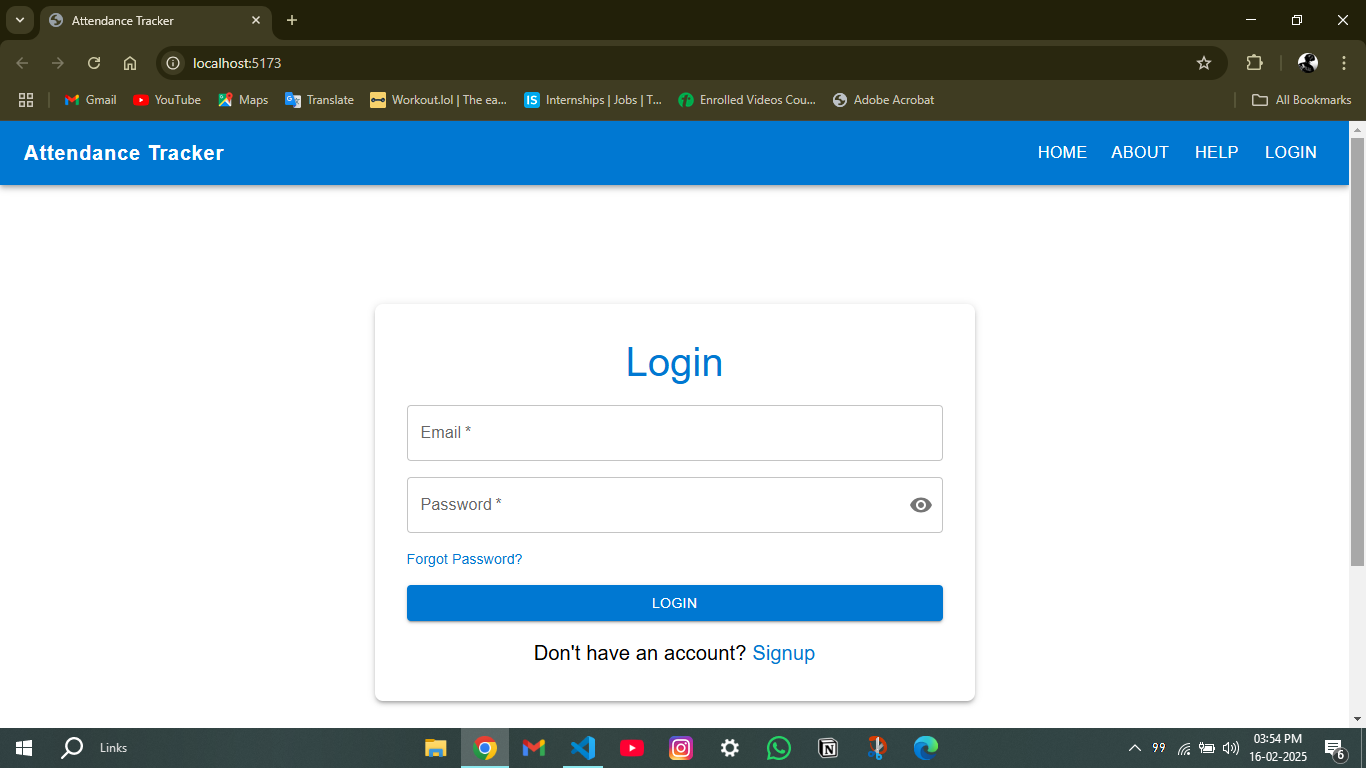 Attendance Tracker
localhost:5173
Gmail YouTube Maps Translate Workout.lol | The ea... Internships | Jobs | T... Enrolled Videos Cou... Adobe Acrobat All Bookmarks
Attendance Tracker HOME ABOUT HELP LOGIN
Login
Email *
Password *
Forgot Password?
LOGIN
Don't have an account? Signup
Links 99 03:54 PM
16-02-2025 6